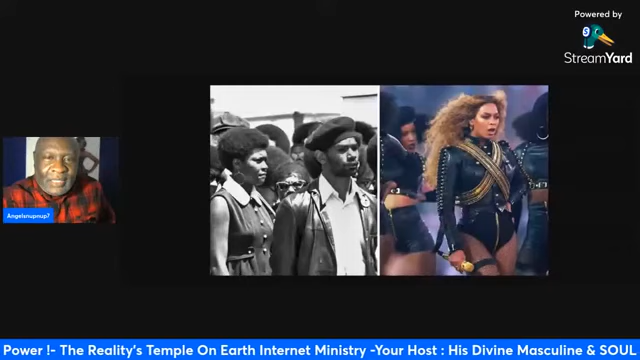 Powered by
StreamYard
Angelsnupnup7
Power !- The Reality's Temple On Earth Internet Ministry -Your Host : His Divine Masculine & SOUL